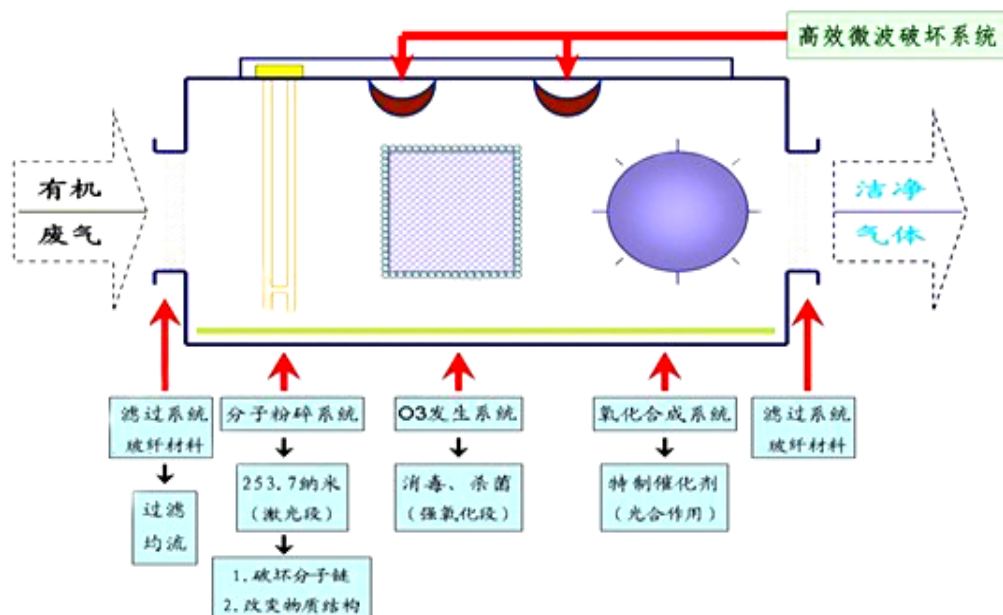 高效微波破坏系统
有机
废气
洁净
气体
滤过系统
玻纤材料
分子粉碎系统
O3发生系统
氧化合成系统
滤过系统
玻纤材料
过滤
均流
253.7纳米
(激光段)
消毒、杀菌
(强氧化段)
特制催化剂
(光合作用)
1.破坏分子链
2.改变物质结构